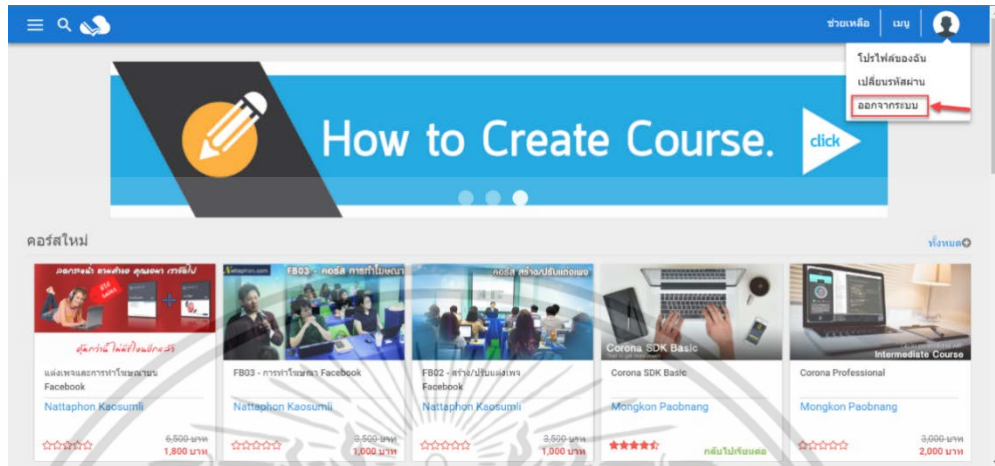 ช่วยเหลือ
เมนู
โปรไฟล์ของฉัน
เปลี่ยนรหัสผ่าน
ออกจากระบบ
How to Create Course.
click
คอร์สใหม่
ทั้งหมด
Nattaphon.com
FB03 - คอร์ส การทำโฆษณา
คอร์ส สร้าง/ปรับแต่งเพจ
Corona SDK Basic
Intermediate Course
แต่งเพจและการทำโฆษณาบน
Facebook
Nattaphon Kaosumli
6,500 บาท
1,800 บาท
FB03 - การทำโฆษณา Facebook
Nattaphon Kaosumli
3,500 บาท
1,000 บาท
FB02 - สร้าง/ปรับแต่งเพจ
Facebook
Nattaphon Kaosumli
3,500 บาท
1,000 บาท
Corona SDK Basic
Mongkon Paobnang
กลับไปเรียนต่อ
Corona Professional
Mongkon Paobnang
3,000 บาท
2,000 บาท